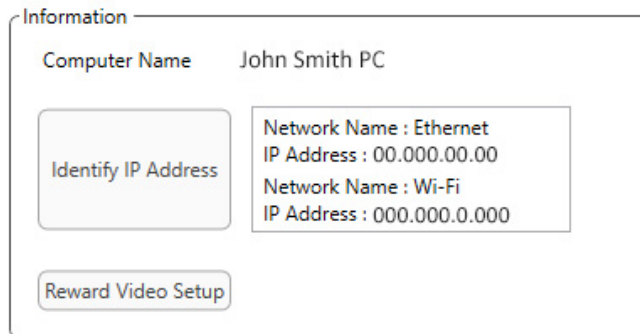 Information
Computer Name John Smith PC
Identify IP Address
Network Name : Ethernet
IP Address : 00.000.00.00
Network Name : Wi-Fi
IP Address : 000.000.0.000
Reward Video Setup